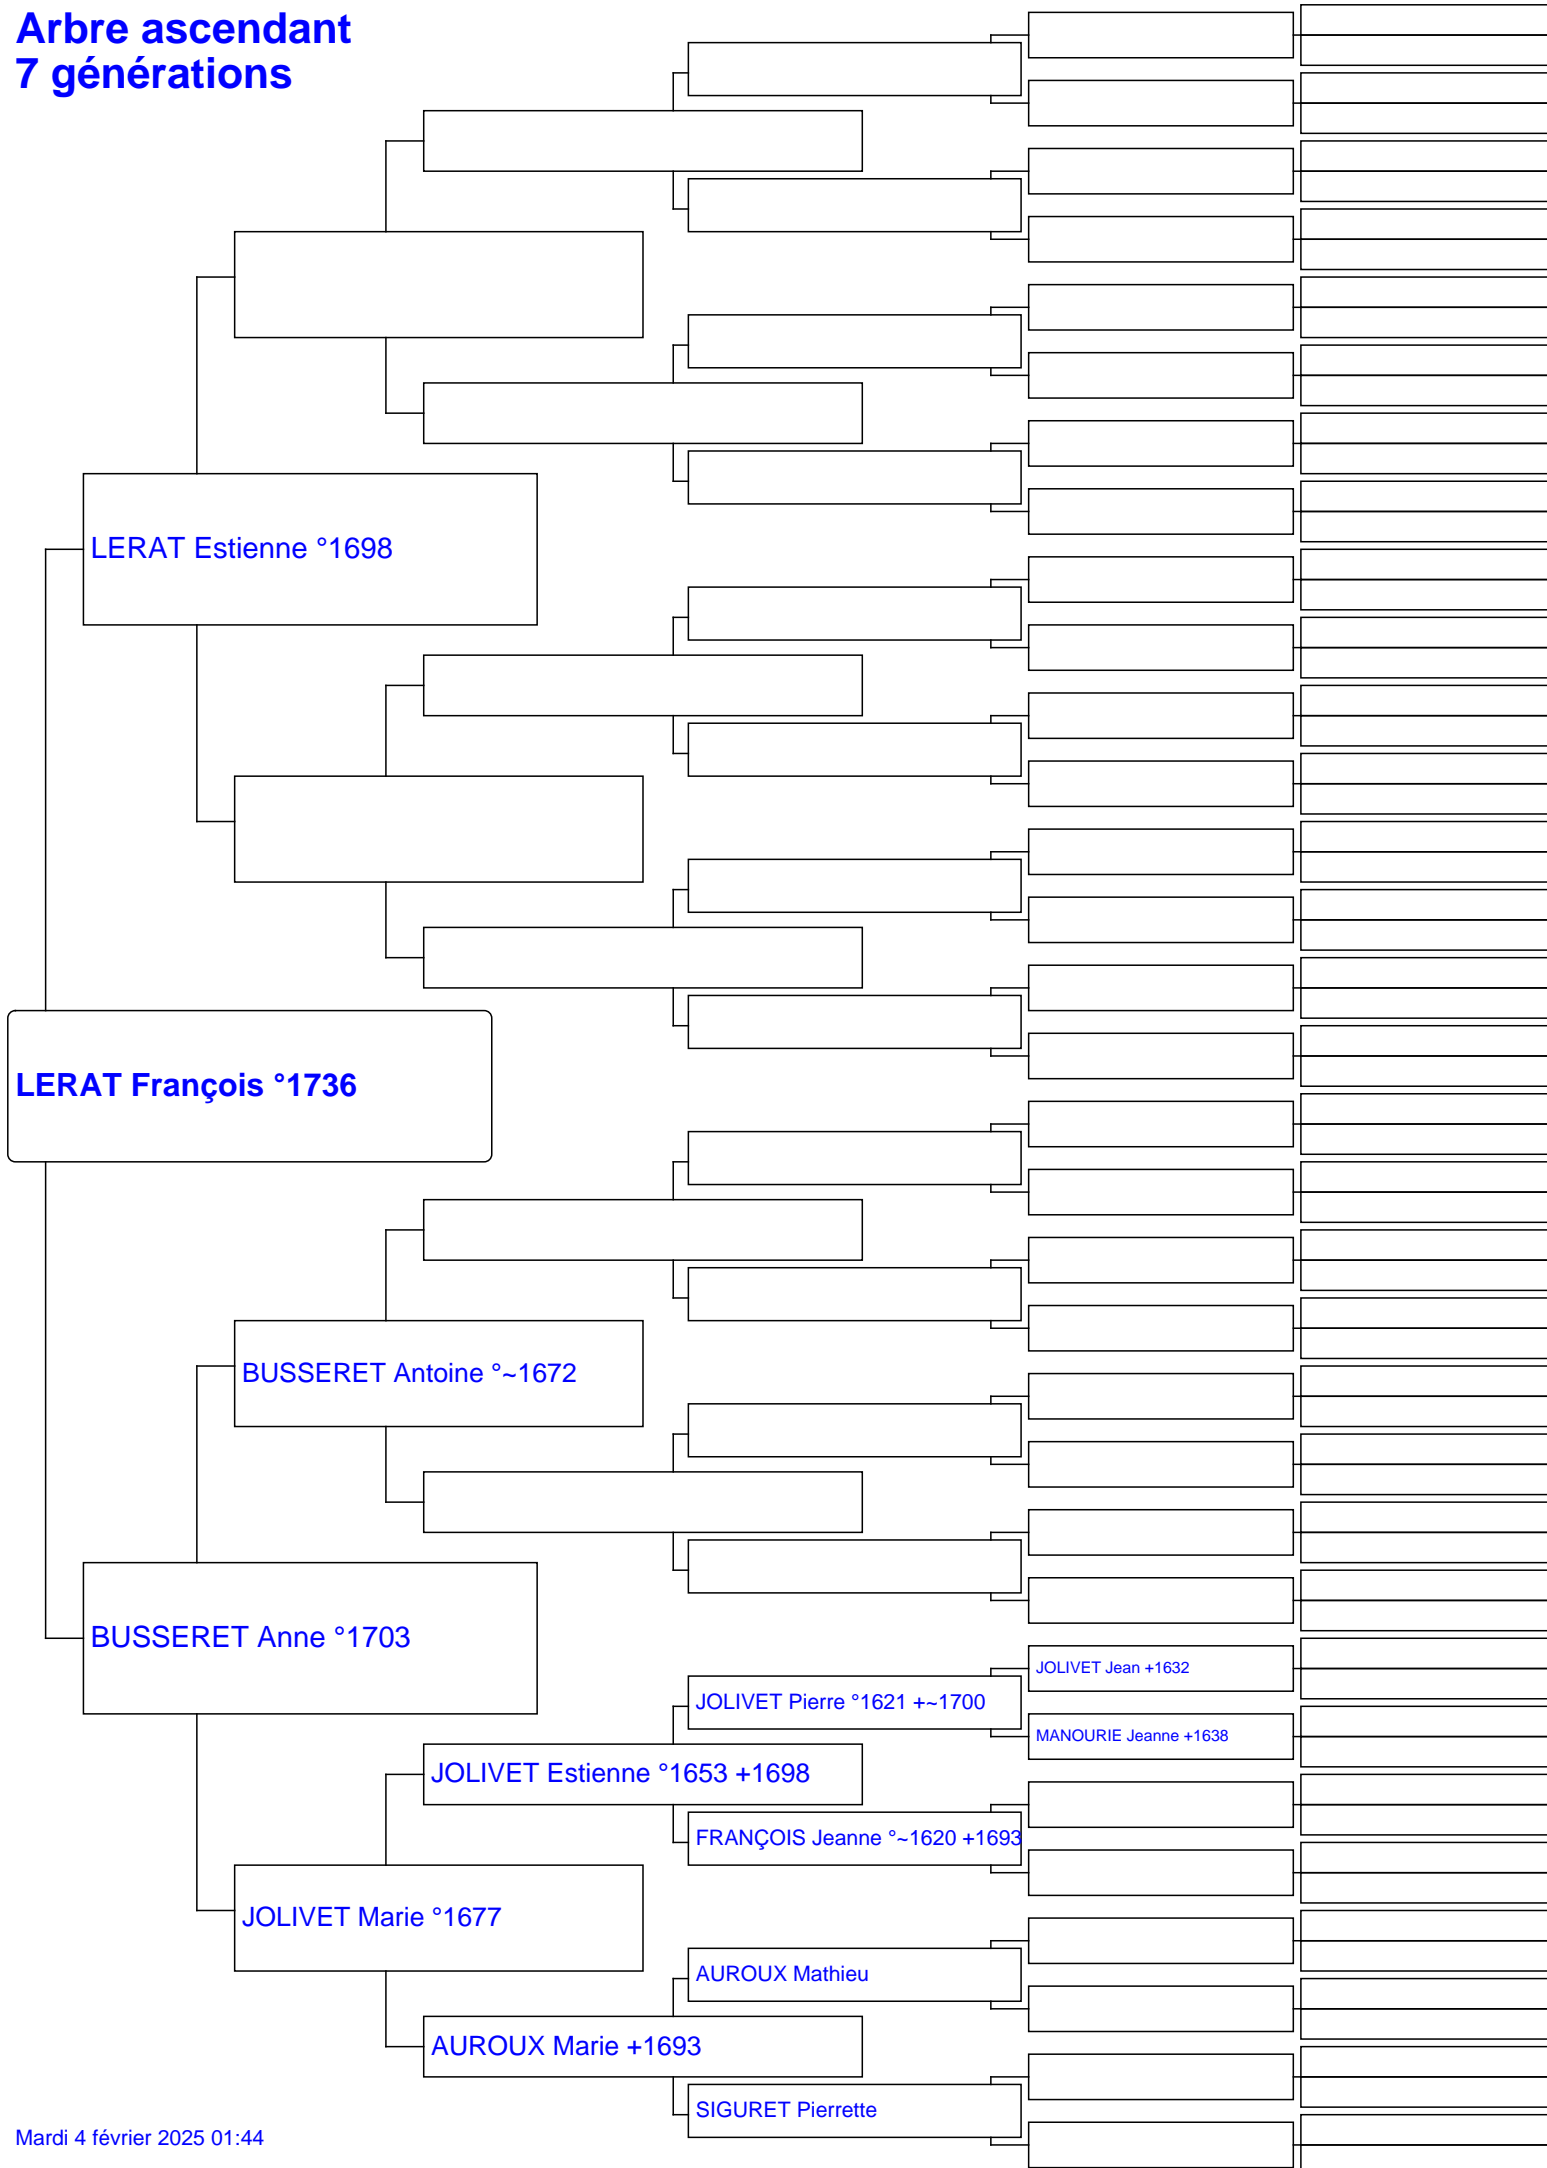 Arbre ascendant
7 générations
LERAT Estienne °1698
LERAT François °1736
BUSSERET Antoine °~1672
BUSSERET Anne °1703
JOLIVET Jean +1632
JOLIVET Pierre °1621 +~1700
MANOURIE Jeanne +1638
JOLIVET Estienne °1653 +1698
FRANÇOIS Jeanne °~1620 +1693
JOLIVET Marie °1677
AUROUX Mathieu
AUROUX Marie +1693
SIGURET Pierrette
Mardi 4 février 2025 01:44